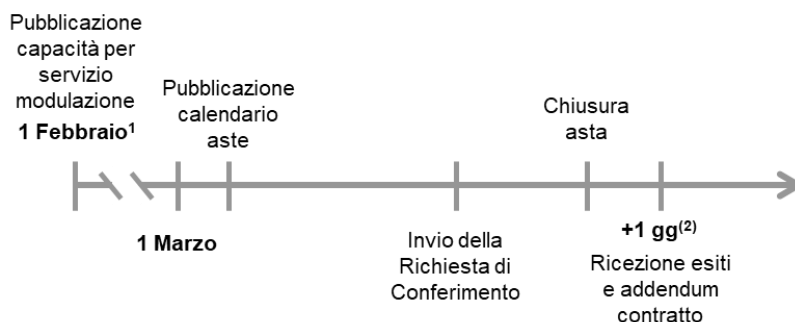 Pubblicazione
capacità per
servizio
modulazione
1 Febbraio¹
Pubblicazione
calendario
aste
Chiusura
asta
1 Marzo
Invio della
Richiesta di
Conferimento
+1 gg⁽²⁾
Ricezione esiti
e addendum
contratto